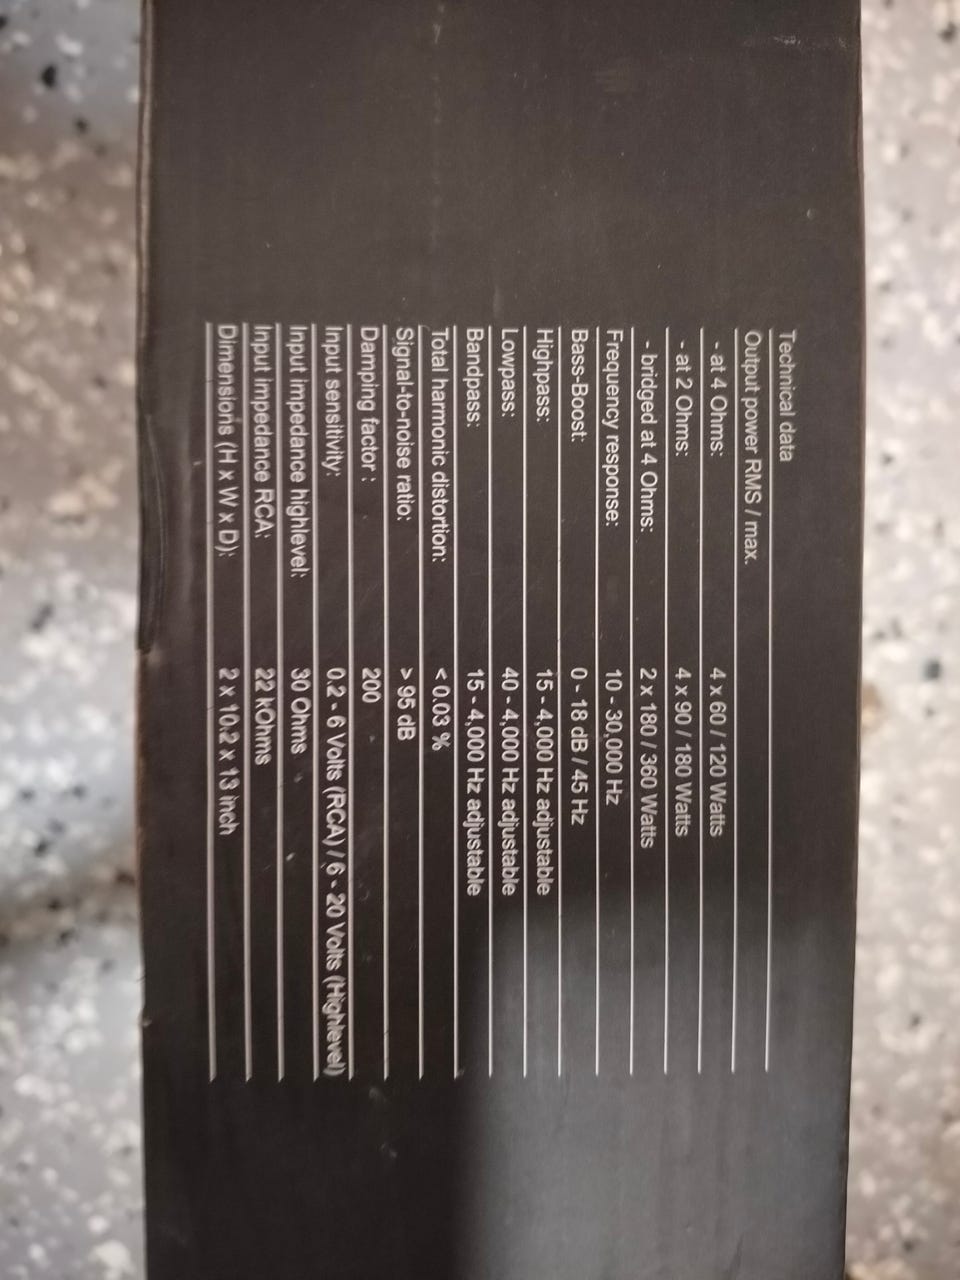 Technical data
Output power RMS / max.
- at 4 Ohms: 4 x 60 / 120 Watts
- at 2 Ohms: 4 x 90 / 180 Watts
- bridged at 4 Ohms: 2 x 180 / 360 Watts
Frequency response: 10 - 30,000 Hz
Bass-Boost: 0 - 18 dB / 45 Hz
Highpass: 15 - 4,000 Hz adjustable
Lowpass: 40 - 4,000 Hz adjustable
Bandpass: 15 - 4,000 Hz adjustable
Total harmonic distortion: < 0.03 %
Signal-to-noise ratio: > 95 dB
Damping factor : 200
Input sensitivity: 0.2 - 6 Volts (RCA) / 6 - 20 Volts (Highlevel)
Input impedance highlevel: 30 Ohms
Input impedance RCA: 22 kOhms
Dimensions (H x W x D): 2 x 10.2 x 13 inch